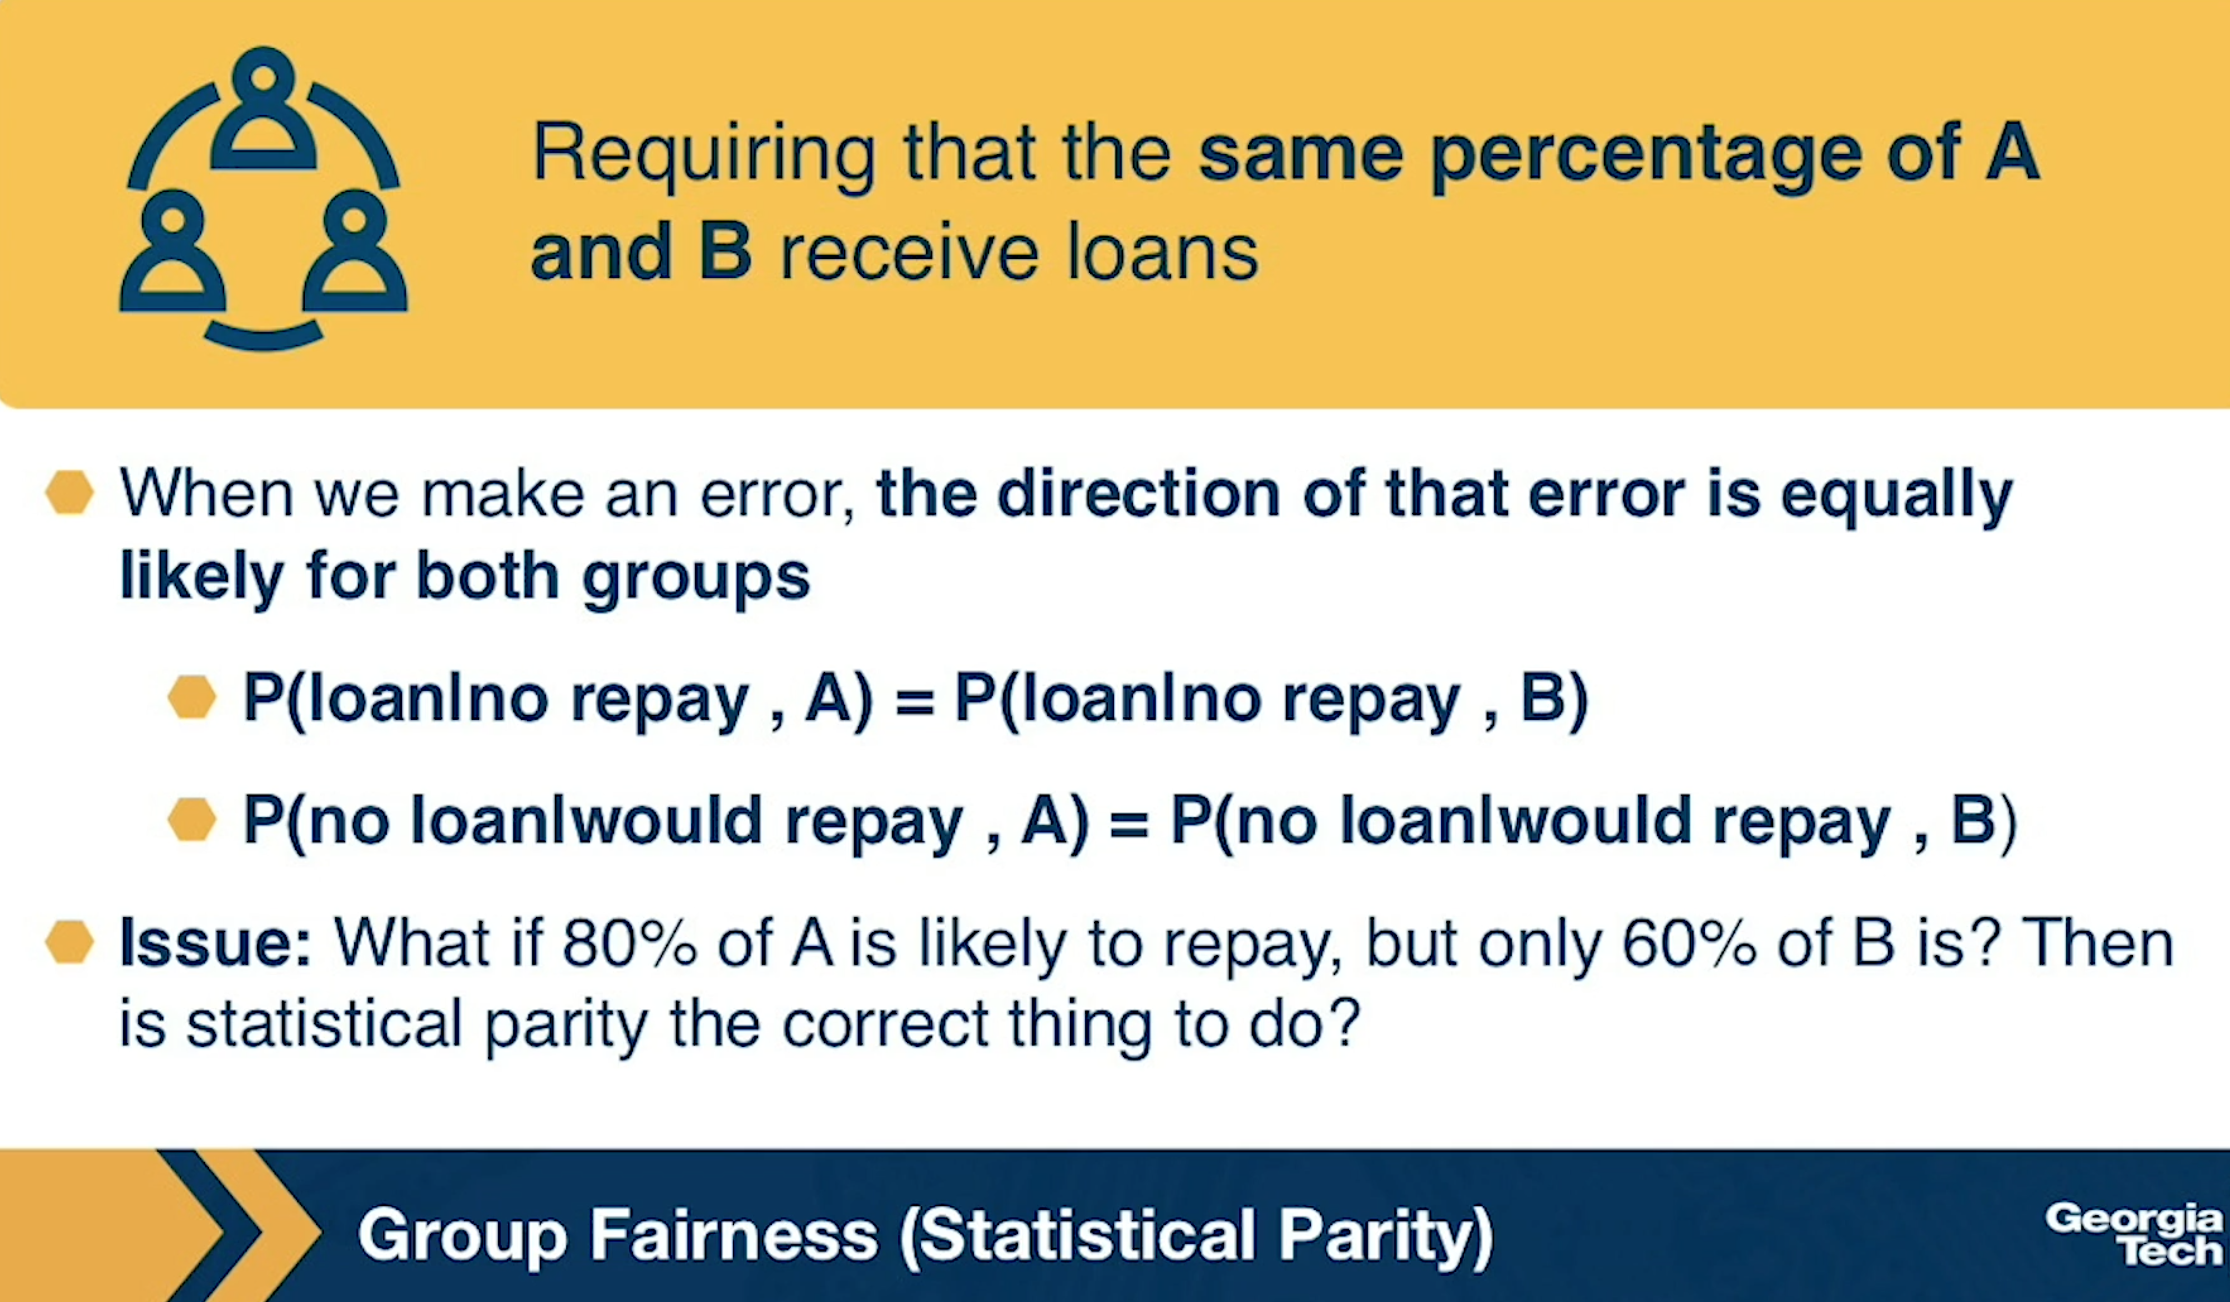 Requiring that the same percentage of A
and B receive loans
When we make an error, the direction of that error is equally
likely for both groups
P(loan|no repay , A) = P(loan|no repay , B)
P(no loan|would repay , A) = P(no loan|would repay , B)
Issue: What if 80% of A is likely to repay, but only 60% of B is? Then
is statistical parity the correct thing to do?
Group Fairness (Statistical Parity)
Georgia
Tech